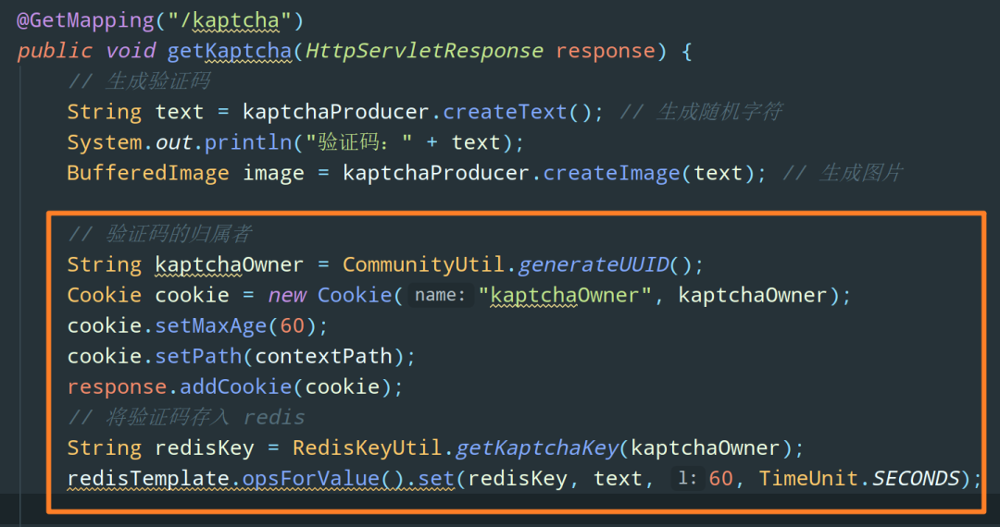 @GetMapping("/kaptcha")
public void getKaptcha(HttpServletResponse response) {
// 生成验证码
String text = kaptchaProducer.createText(); // 生成随机字符
System.out.println("验证码：" + text);
BufferedImage image = kaptchaProducer.createImage(text); // 生成图片
// 验证码的归属者
String kaptchaOwner = CommunityUtil.generateUUID();
Cookie cookie = new Cookie( name: "kaptchaOwner", kaptchaOwner);
cookie.setMaxAge(60);
cookie.setPath(contextPath);
response.addCookie(cookie);
// 将验证码存入 redis
String redisKey = RedisKeyUtil.getKaptchaKey(kaptchaOwner);
redisTemplate.opsForValue().set(redisKey, text, l: 60, TimeUnit.SECONDS);